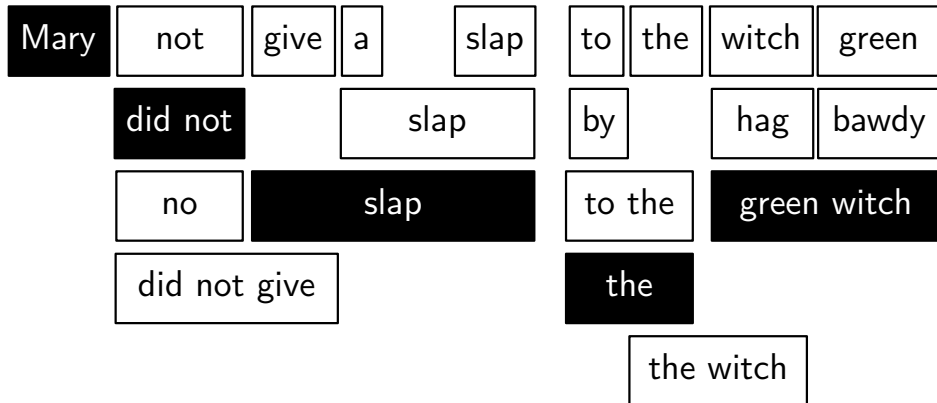 Mary not give a slap to the witch green
did not slap by hag bawdy
no slap to the green witch
did not give the
the witch